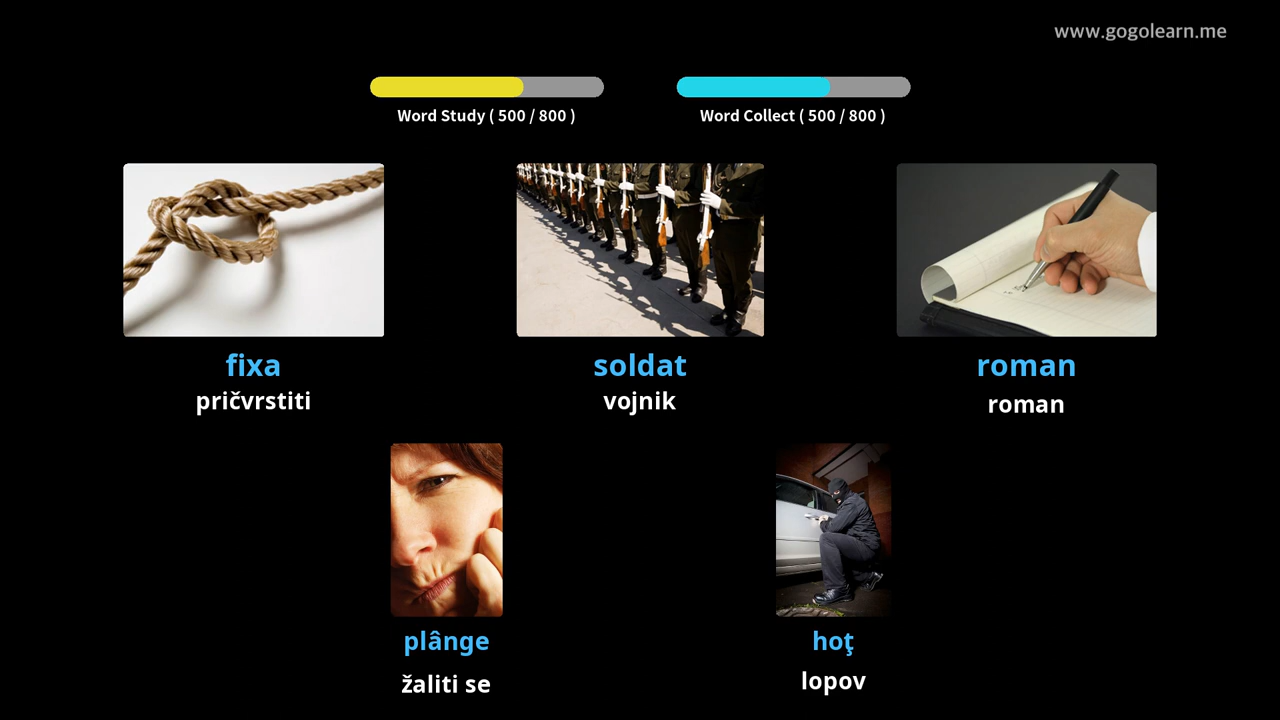 www.gogolearn.me
Word Study ( 500 / 800 )
Word Collect ( 500 / 800 )
fixa
pričvrstiti
soldat
vojnik
roman
roman
plânge
žaliti se
hoţ
lopov